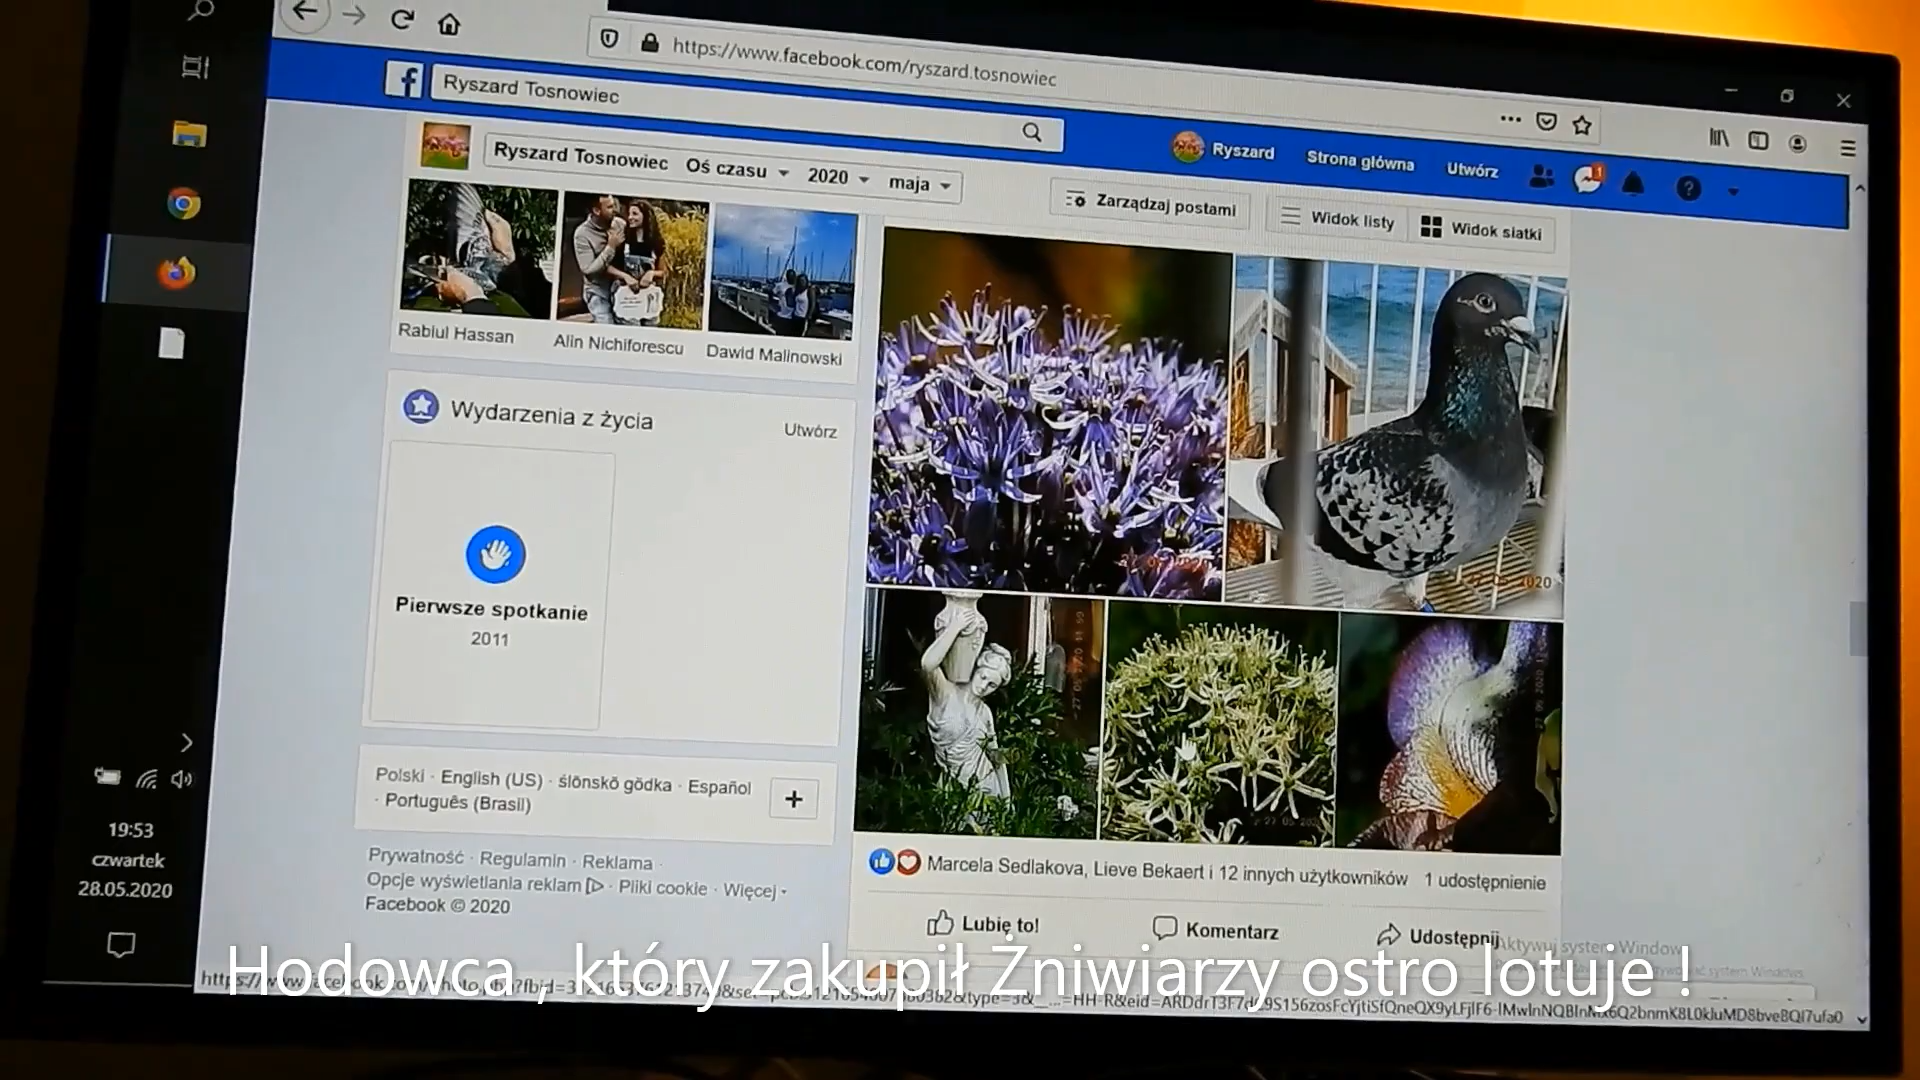 https://www.facebook.com/ryszard.tosnowiec
Ryszard Tosnowiec
Ryszard
Strona główna
Utwórz
1
?
Ryszard Tosnowiec Oś czasu 2020 maja
Zarządzaj postami
Widok listy
Widok siatki
Rabiul Hassan
Alin Nichiforescu
Dawid Malinowski
Wydarzenia z życia
Utwórz
Pierwsze spotkanie
2011
Polski · English (US) · ślōnskŏ gŏdka · Español
· Português (Brasil)
Prywatność · Regulamin · Reklama ·
Opcje wyświetlania reklam · Pliki cookie · Więcej
Facebook © 2020
Marcela Sedlakova, Lieve Bekaert i 12 innych użytkowników
1 udostępnienie
Lubię to!
Komentarz
Udostępnij
Aktywuj system Window
19:53
czwartek
28.05.2020
Hodowca , który zakupił Żniwiarzy ostro lotuje !